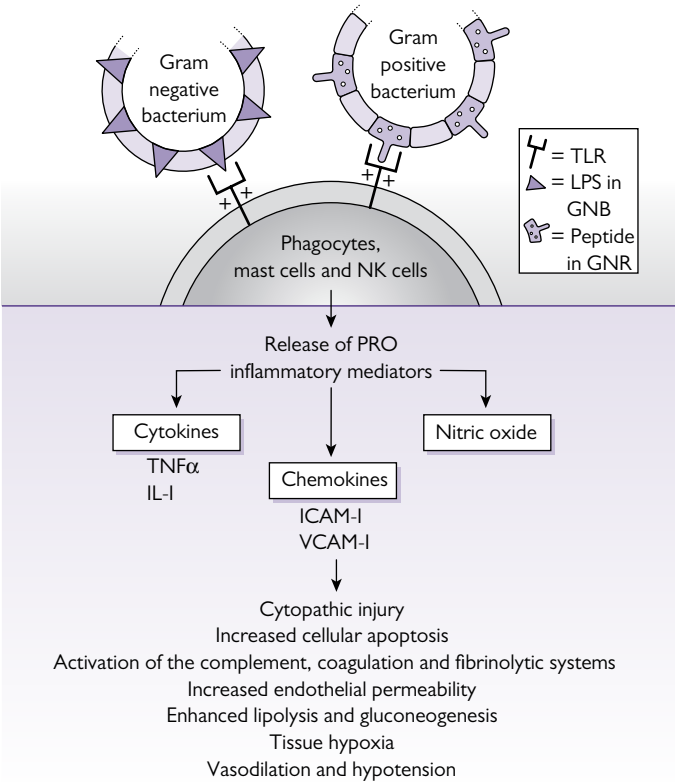 Gram
negative
bacterium
Gram
positive
bacterium
= TLR
= LPS in
GNB
= Peptide
in GNR
+ +
+ +
Phagocytes,
mast cells and NK cells
Release of PRO
inflammatory mediators
Cytokines
TNFα
IL-I
Chemokines
ICAM-I
VCAM-I
Nitric oxide
Cytopathic injury
Increased cellular apoptosis
Activation of the complement, coagulation and fibrinolytic systems
Increased endothelial permeability
Enhanced lipolysis and gluconeogenesis
Tissue hypoxia
Vasodilation and hypotension